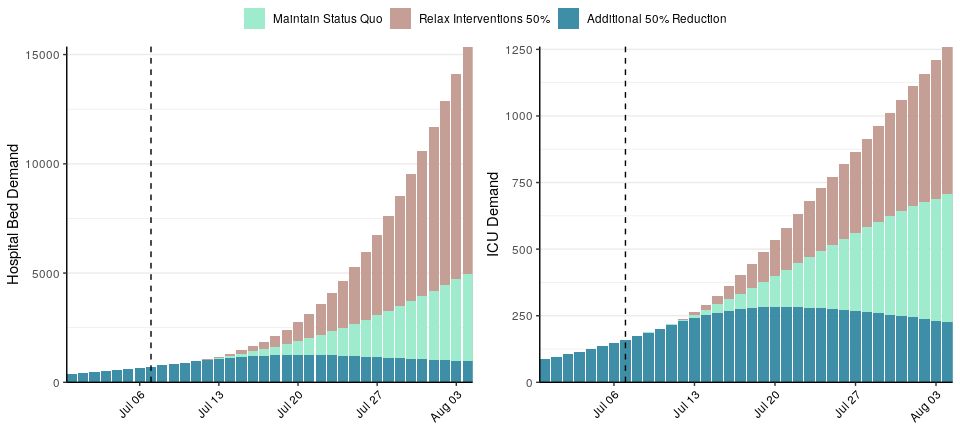 Maintain Status Quo Relax Interventions 50% Additional 50% Reduction
Hospital Bed Demand
15000
10000
5000
0
Jul 06 Jul 13 Jul 20 Jul 27 Aug 03
ICU Demand
1250
1000
750
500
250
0
Jul 06 Jul 13 Jul 20 Jul 27 Aug 03